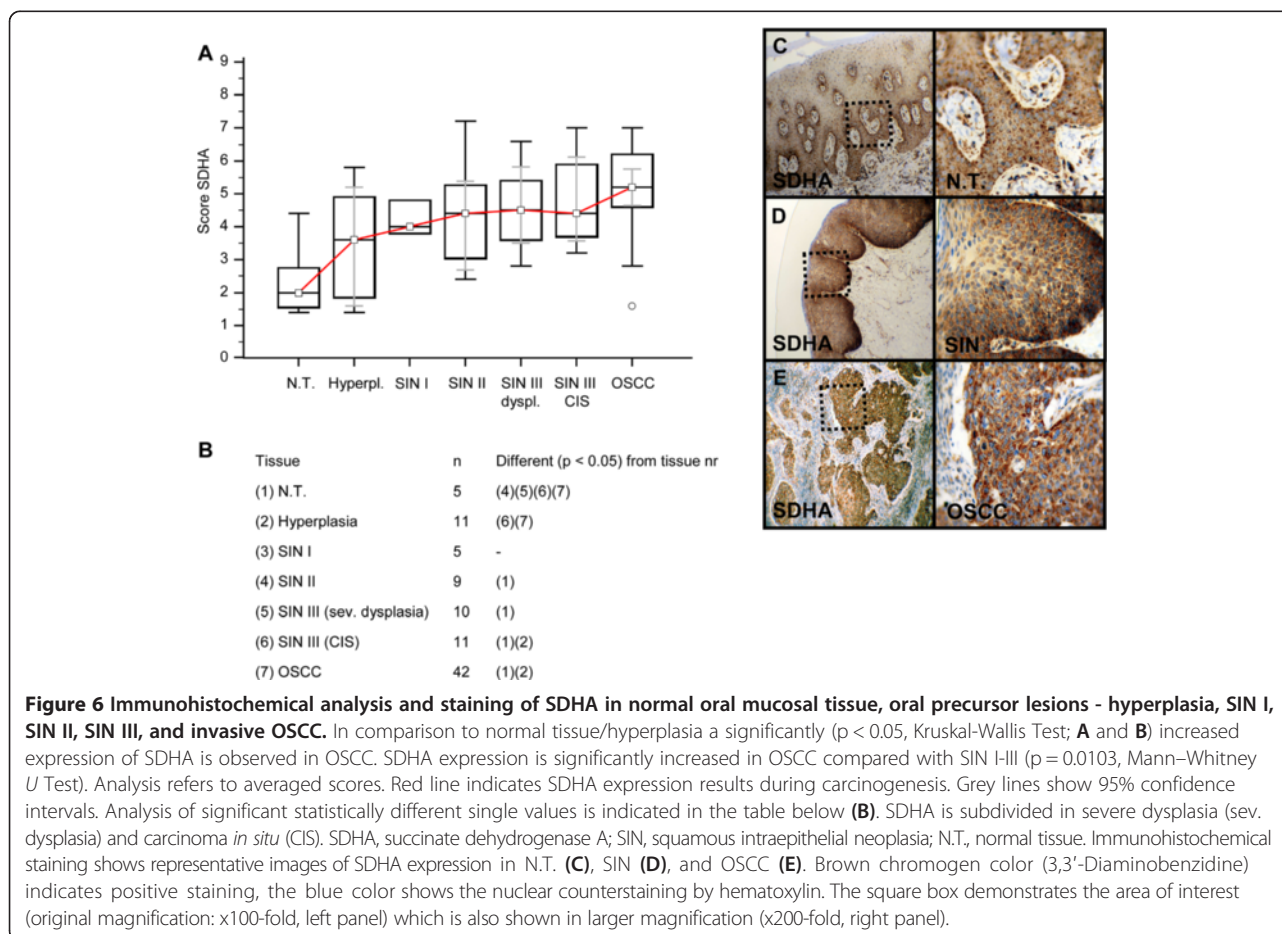 A
Score SDHA
9
8
7
6
5
4
3
2
1
0
N.T. Hyperpl. SIN I SIN II SIN III SIN III OSCC
dyspl. CIS
B
Tissue n Different (p < 0.05) from tissue nr
(1) N.T. 5 (4)(5)(6)(7)
(2) Hyperplasia 11 (6)(7)
(3) SIN I 5 -
(4) SIN II 9 (1)
(5) SIN III (sev. dysplasia) 10 (1)
(6) SIN III (CIS) 11 (1)(2)
(7) OSCC 42 (1)(2)
C
SDHA N.T.
D
SDHA SIN
E
SDHA OSCC
Figure 6 Immunohistochemical analysis and staining of SDHA in normal oral mucosal tissue, oral precursor lesions - hyperplasia, SIN I,
SIN II, SIN III, and invasive OSCC. In comparison to normal tissue/hyperplasia a significantly (p < 0.05, Kruskal-Wallis Test; A and B) increased
expression of SDHA is observed in OSCC. SDHA expression is significantly increased in OSCC compared with SIN I-III (p = 0.0103, Mann–Whitney
U Test). Analysis refers to averaged scores. Red line indicates SDHA expression results during carcinogenesis. Grey lines show 95% confidence
intervals. Analysis of significant statistically different single values is indicated in the table below (B). SDHA is subdivided in severe dysplasia (sev.
dysplasia) and carcinoma in situ (CIS). SDHA, succinate dehydrogenase A; SIN, squamous intraepithelial neoplasia; N.T., normal tissue. Immunohistochemical
staining shows representative images of SDHA expression in N.T. (C), SIN (D), and OSCC (E). Brown chromogen color (3,3′-Diaminobenzidine)
indicates positive staining, the blue color shows the nuclear counterstaining by hematoxylin. The square box demonstrates the area of interest
(original magnification: x100-fold, left panel) which is also shown in larger magnification (x200-fold, right panel).